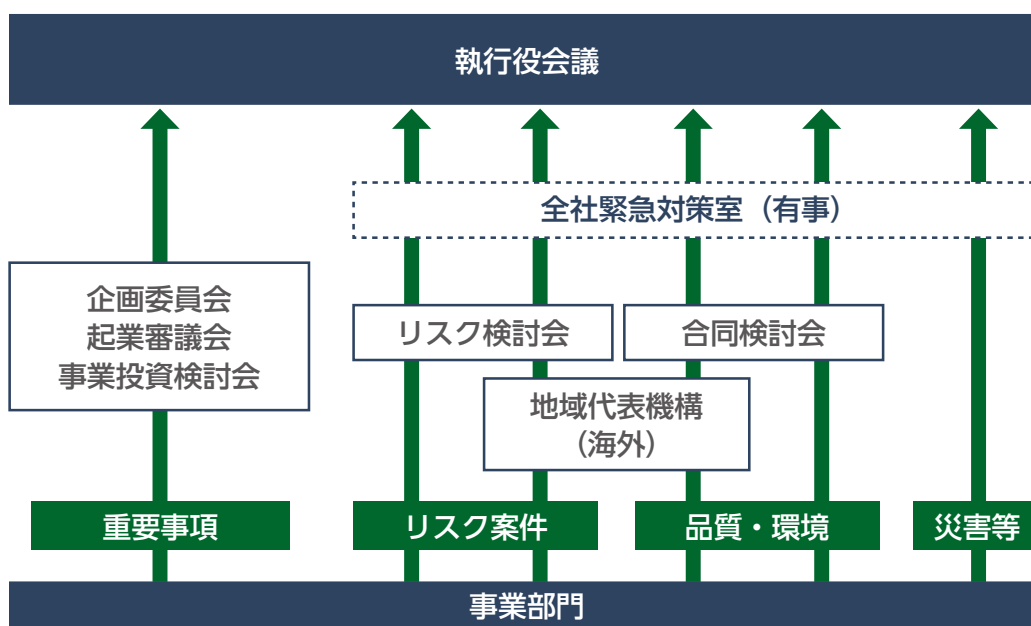 執行役会議
全社緊急対策室（有事）
企画委員会
起業審議会
事業投資検討会
リスク検討会
合同検討会
地域代表機構
（海外）
重要事項
リスク案件
品質・環境
災害等
事業部門